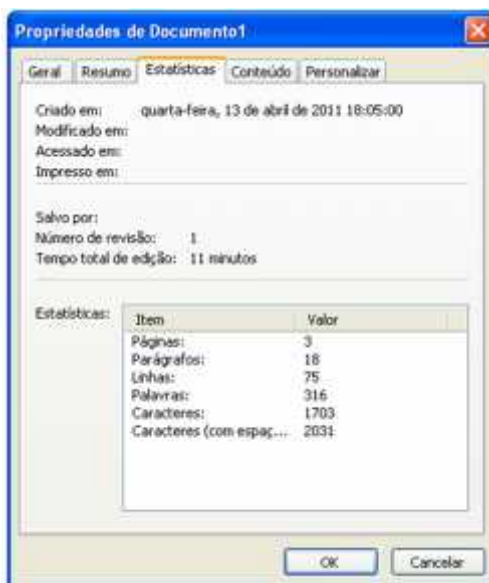 Propriedades de Documento1
Geral Resumo Estatísticas Conteúdo Personalizar
Criado em: quarta-feira, 13 de abril de 2011 18:05:00
Modificado em:
Acessado em:
Impresso em:
Salvo por:
Número de revisão: 1
Tempo total de edição: 11 minutos
Estatísticas:
Item Valor
Páginas: 3
Parágrafos: 18
Linhas: 75
Palavras: 316
Caracteres: 1703
Caracteres (com espaç... 2031
OK Cancelar